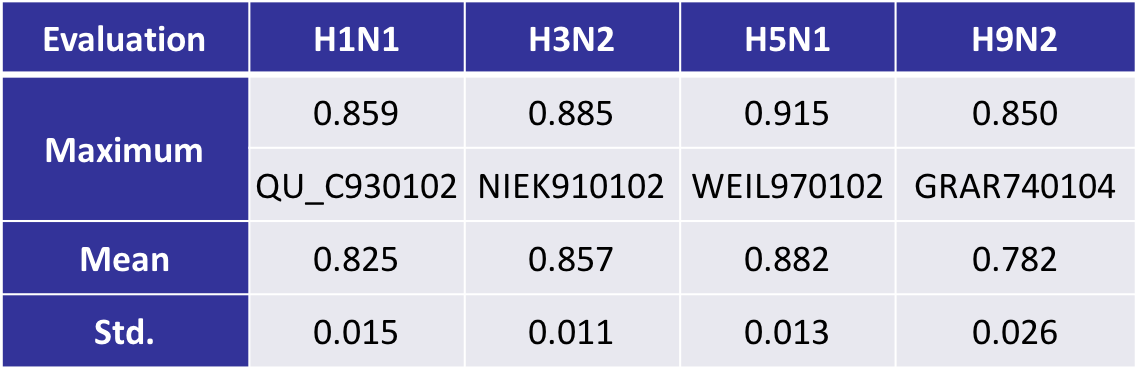 Evaluation H1N1 H3N2 H5N1 H9N2
Maximum 0.859 0.885 0.915 0.850
QU_C930102 NIEK910102 WEIL970102 GRAR740104
Mean 0.825 0.857 0.882 0.782
Std. 0.015 0.011 0.013 0.026